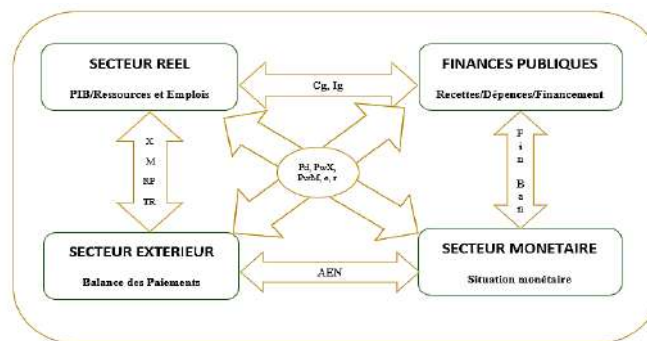 SECTEUR REEL
PIB/Ressources et Emplois
Cg, Ig
FINANCES PUBLIQUES
Recettes/Dépences/Financement
X
M
RF
TR
Pd, PwX,
PwM, e, r
F
i
n
B
a
n
SECTEUR EXTERIEUR
Balance des Paiements
AEN
SECTEUR MONETAIRE
Situation monétaire